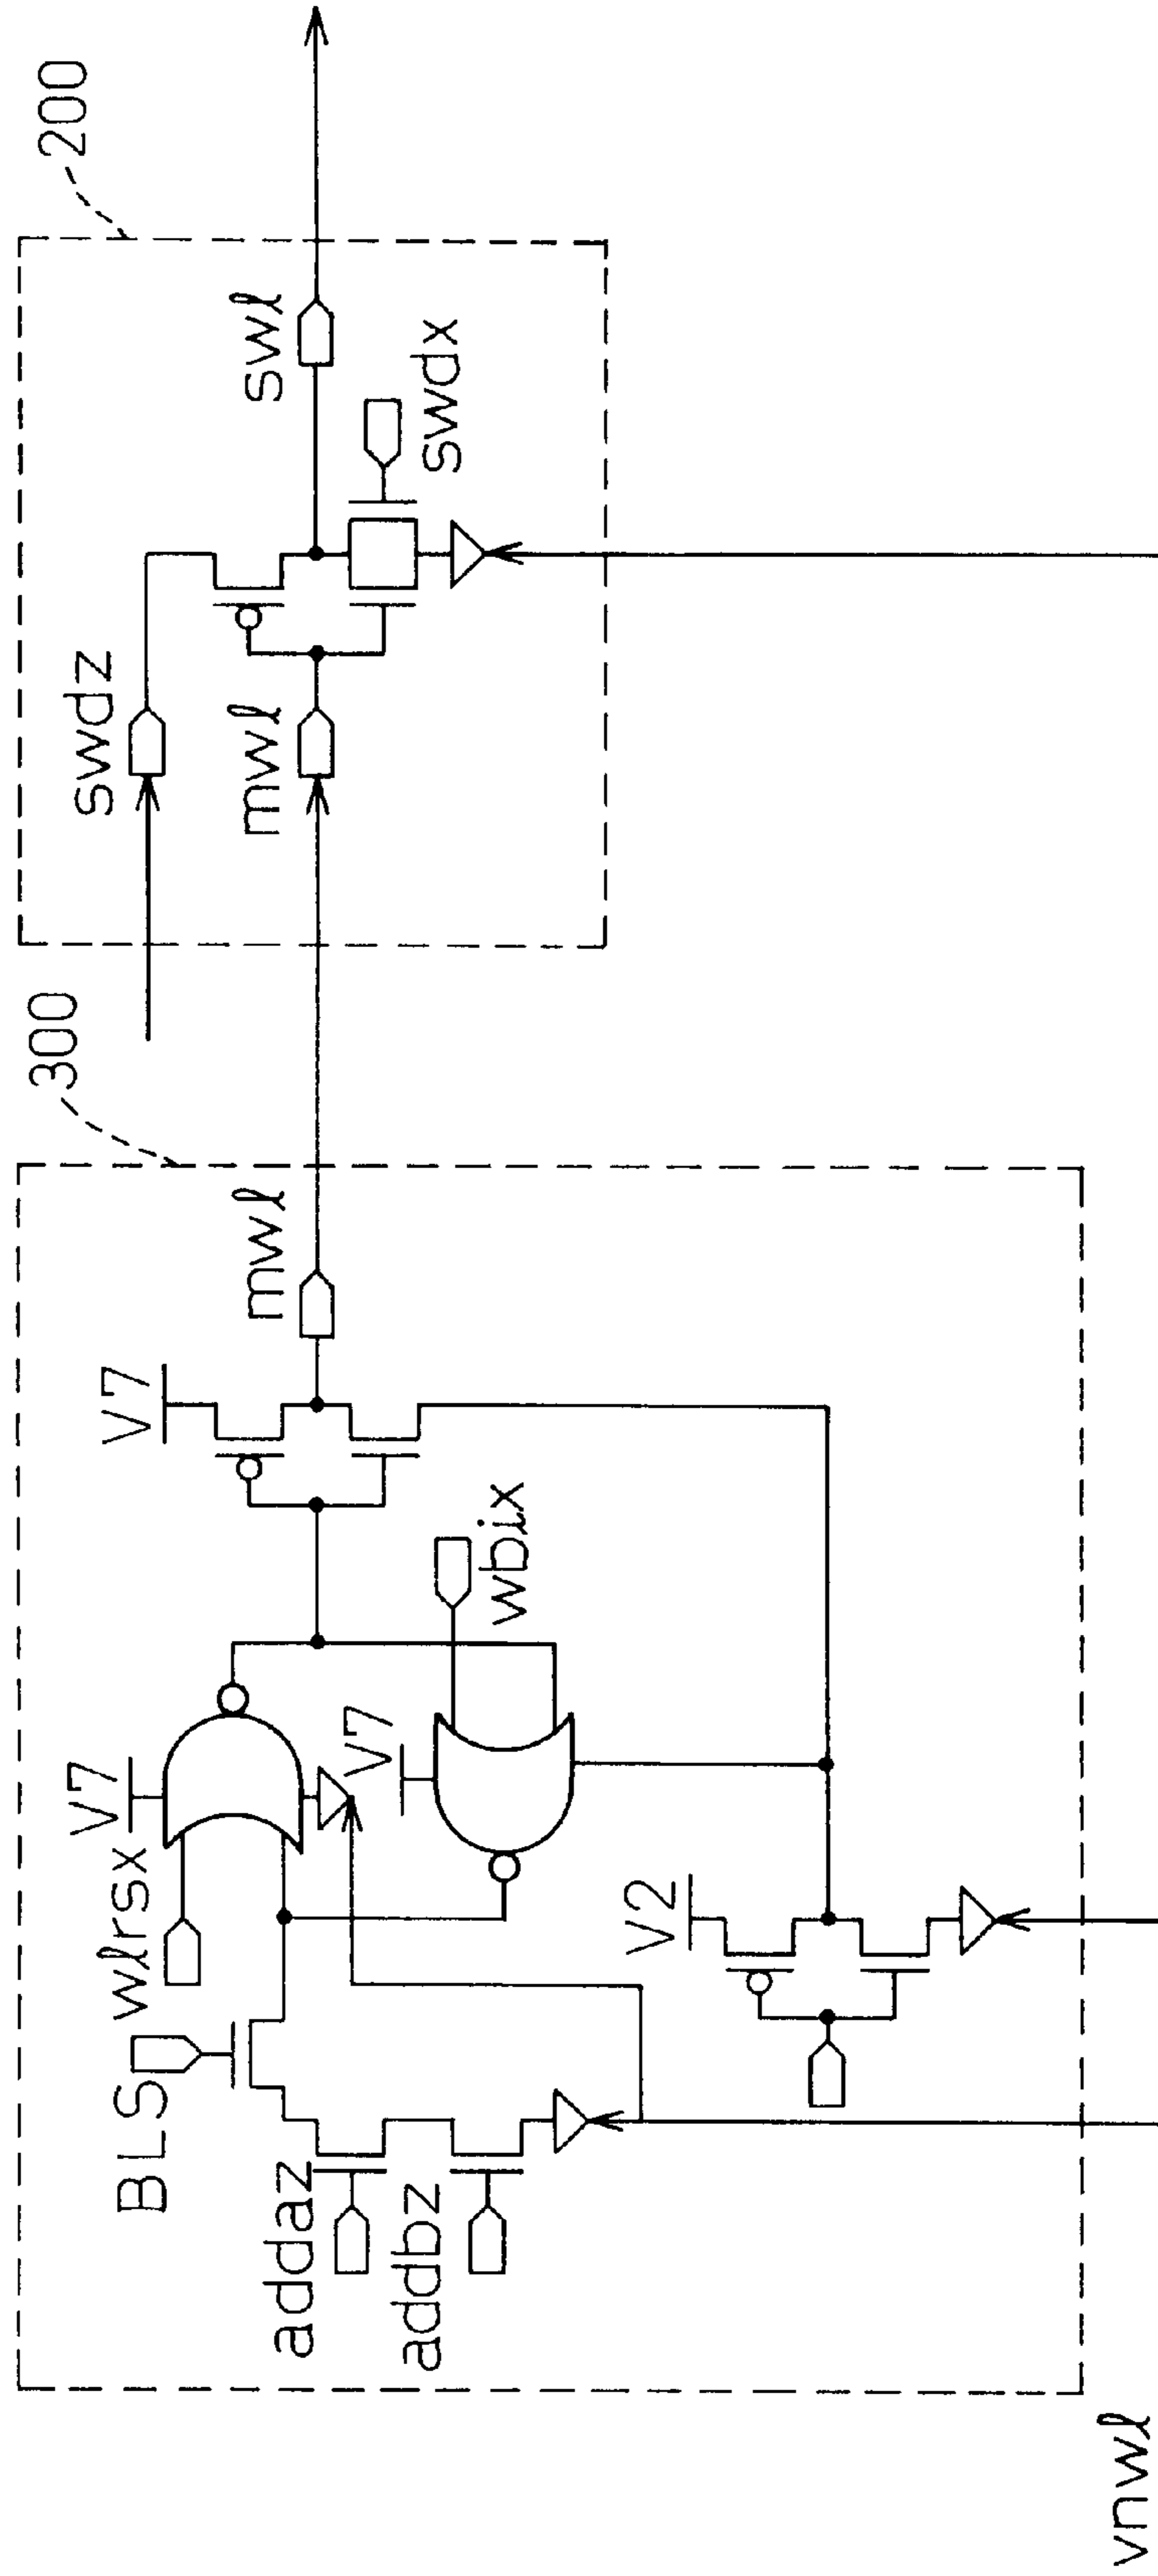 300
200
BLS
wlrsx
V7
V7
mwl
swdz
mwl
swl
addaz
addbz
V7
wbix
swdx
V2
vnwl